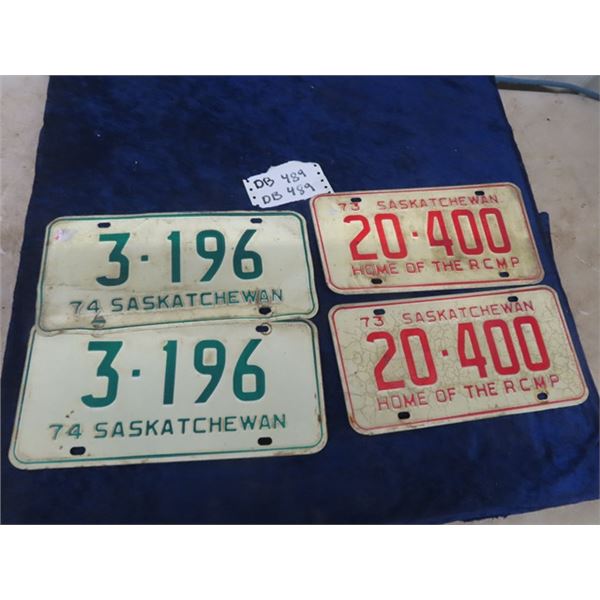 DB 489
DB 489
3·196
74 SASKATCHEWAN
3·196
74 SASKATCHEWAN
73 SASKATCHEWAN
20·400
HOME OF THE RCMP
73 SASKATCHEWAN
20·400
HOME OF THE RCMP